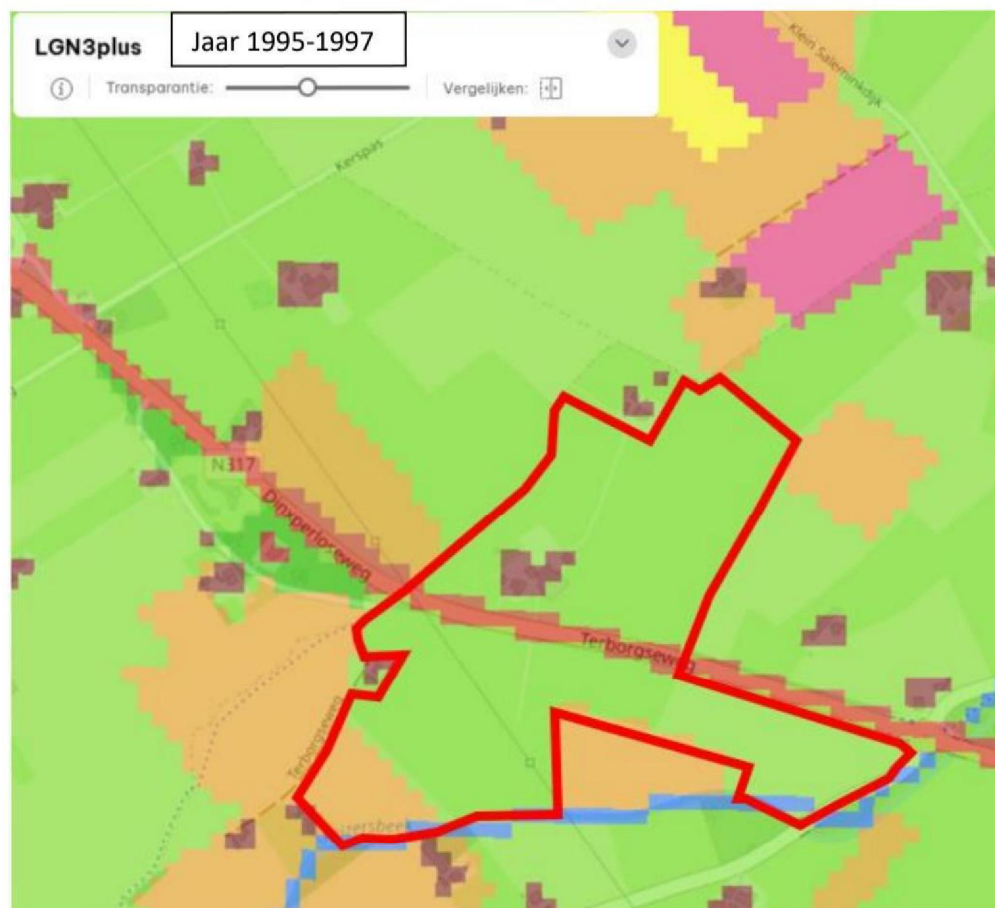 LGN3plus
Jaar 1995-1997
Transparantie:
Vergelijken:
Klein Saleminkdijk
Kerspas
N317
Dinxperloseweg
Terborgseweg
Terborgseweg